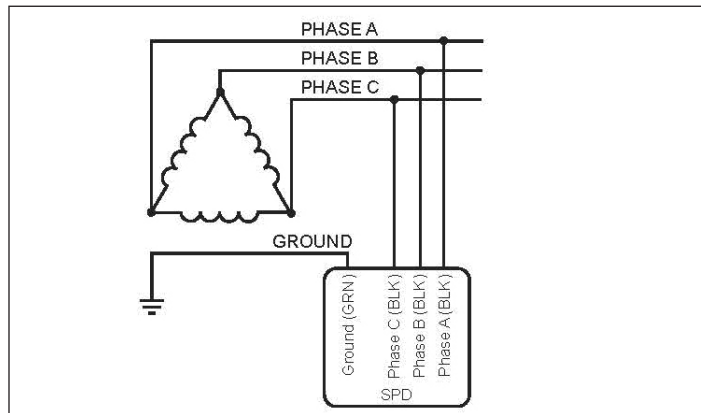 PHASE A
PHASE B
PHASE C
GROUND
Ground (GRN)
Phase C (BLK)
Phase B (BLK)
Phase A (BLK)
SPD